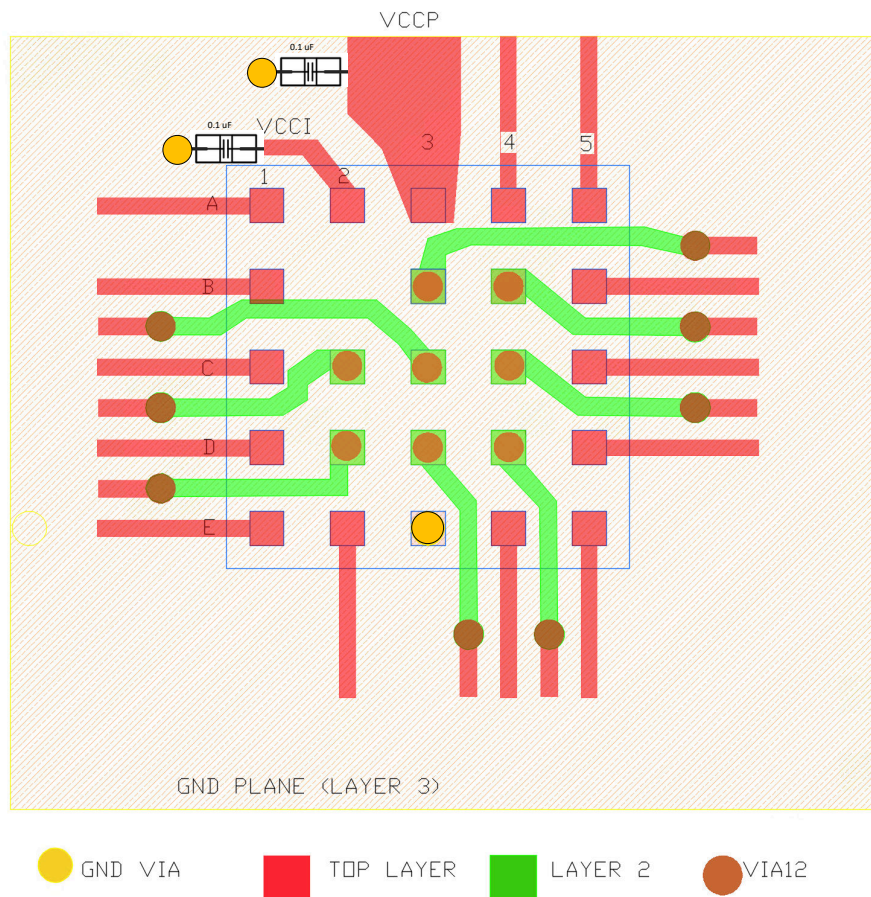 VCCP
0.1 uF
0.1 uF
VCCI
3
4
5
1
2
A
B
C
D
E
GND PLANE (LAYER 3)
GND VIA
TOP LAYER
LAYER 2
VIA12